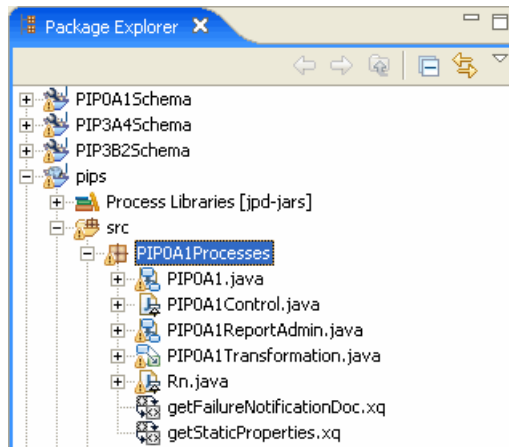 Package Explorer
PIP0A1Schema
PIP3A4Schema
PIP3B2Schema
pips
Process Libraries [jpd-jars]
src
PIP0A1Processes
PIP0A1.java
PIP0A1Control.java
PIP0A1ReportAdmin.java
PIP0A1Transformation.java
Rn.java
getFailureNotificationDoc.xq
getStaticProperties.xq